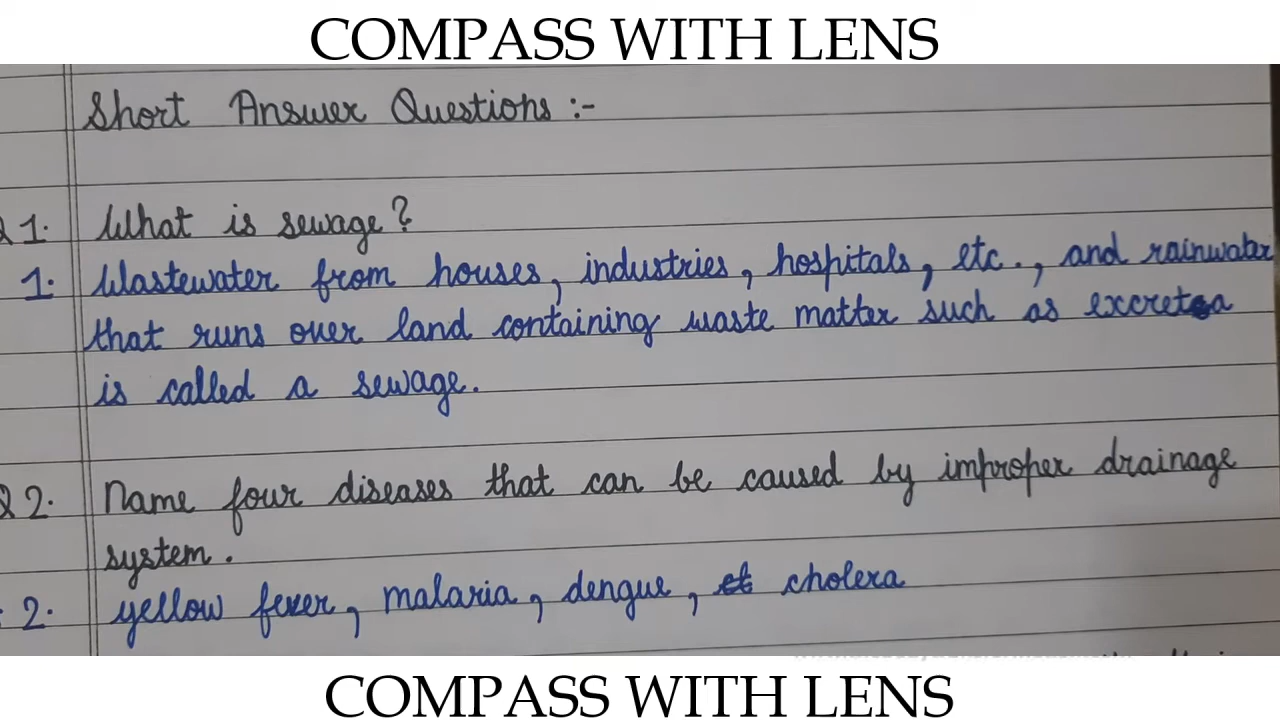 COMPASS WITH LENS
Short Answer Questions :-
Q 1. What is sewage?
1. Wastewater from houses, industries, hospitals, etc., and rainwater
that runs over land containing waste matter such as excreta
is called a sewage.
Q 2. Name four diseases that can be caused by improper drainage
system.
: 2. yellow fever, malaria, dengue, et cholera
COMPASS WITH LENS